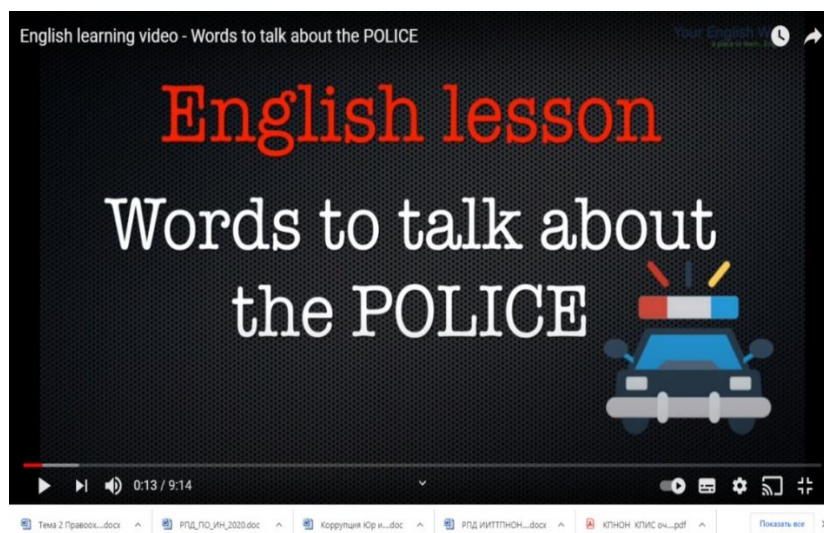 English learning video - Words to talk about the POLICE
Your English W
English lesson
Words to talk about
the POLICE
0:13 / 9:14
Тема 2 Правоох....docx
РПД_ПО_ИН_2020.doc
Коррупция Юр и....doc
РПД ИИТТПНОН....docx
КПНОН КПИС оч....pdf
Показать все